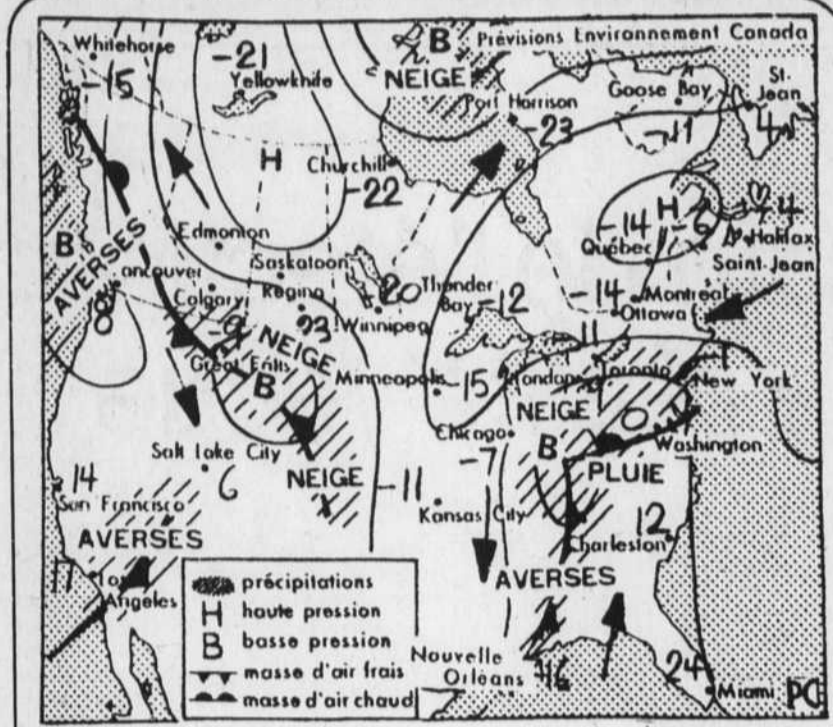 Prévisions Environnement Canada
Whitehorse
-15
-21
Yellowknife
B
NEIGE
Port Harrison
-23
Goose Bay
-11
St. Jean
4
H
Churchill
-22
-14
H
-6
4
Québec
Halifax
Saint-Jean
Edmonton
Saskatoon
B
AVERSES
Vancouver
8
Calgary
Regina
23
20
Winnipeg
Thunder Bay
-12
-14
Montréal
Ottawa
11
NEIGE
Great Falls
B
Minneapolis
-15
Toronto
New York
NEIGE
0
Chicago
B
Washington
Salt Lake City
6
NEIGE
-11
-7
PLUIE
14
San Francisco
Kansas City
12
Charleston
AVERSES
AVERSES
17
Los Angeles
précipitations
H haute pression
B basse pression
masse d'air frais
masse d'air chaud
Nouvelle Orléans
16
24
Miami
PC